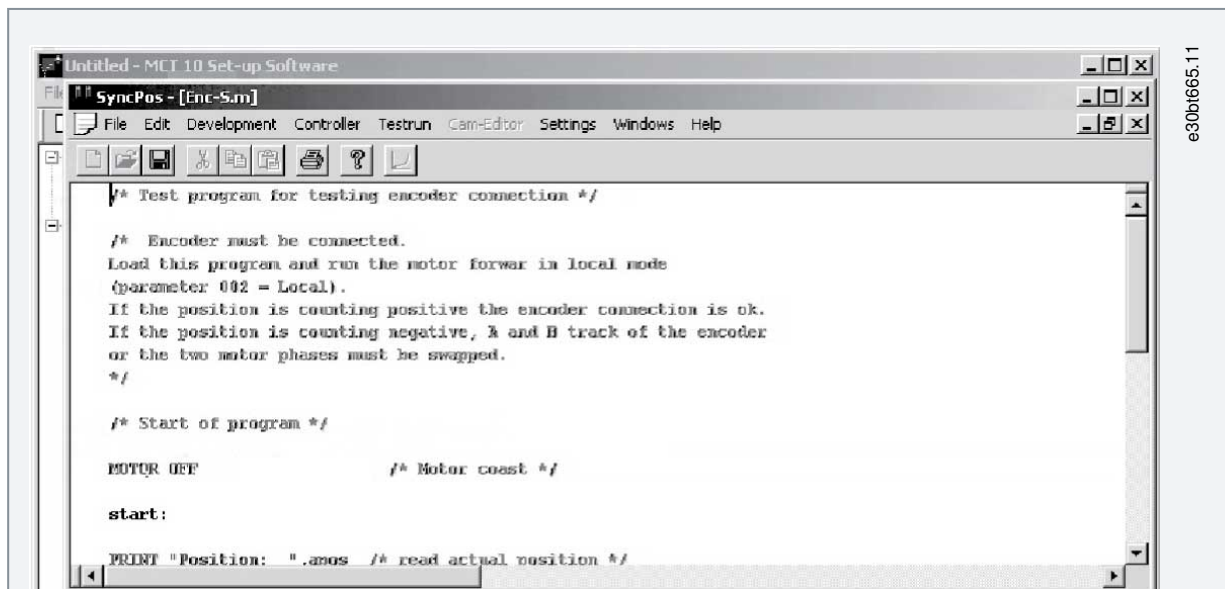 Untitled - MCT 10 Set-up Software
SyncPos - [Enc-S.m]
File Edit Development Controller Testrun Cam-Editor Settings Windows Help
/* Test program for testing encoder connection */
/* Encoder must be connected.
Load this program and run the motor forwar in local mode
(parameter 002 = Local).
If the position is counting positive the encoder connection is ok.
If the position is counting negative, A and B track of the encoder
or the two motor phases must be swapped.
*/
/* Start of program */
MOTOR OFF /* Motor coast */
start:
PRINT "Position: ",apos /* read actual position */
e30bt665.11